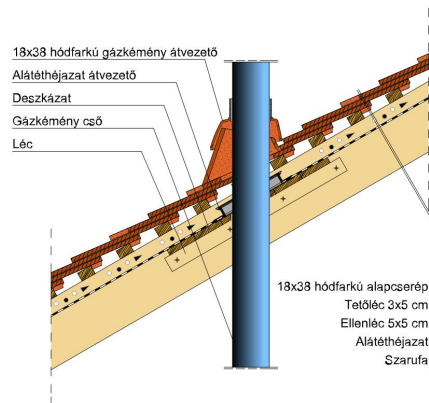 18x38 hódfarkú gázkémény átvezető
Alátéthéjazat átvezető
Deszkázat
Gázkémény cső
Léc
18x38 hódfarkú alapcserép
Tetőléc 3x5 cm
Ellenléc 5x5 cm
Alátéthéjazat
Szarufa